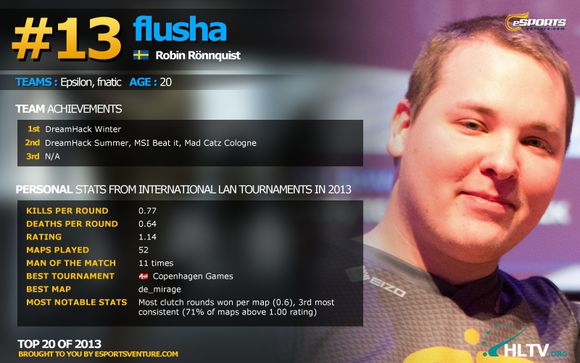 #13
flusha
Robin Rönnquist
eSPORTS
VENTURE.COM
TEAMS : Epsilon, fnatic AGE : 20
TEAM ACHIEVEMENTS
1st DreamHack Winter
2nd DreamHack Summer, MSI Beat it, Mad Catz Cologne
3rd N/A
PERSONAL STATS FROM INTERNATIONAL LAN TOURNAMENTS IN 2013
KILLS PER ROUND 0.77
DEATHS PER ROUND 0.64
RATING 1.14
MAPS PLAYED 52
MAN OF THE MATCH 11 times
BEST TOURNAMENT Copenhagen Games
BEST MAP de_mirage
MOST NOTABLE STATS Most clutch rounds won per map (0.6), 3rd most
consistent (71% of maps above 1.00 rating)
EIZO
TOP 20 OF 2013
BROUGHT TO YOU BY ESPORTSVENTURE.COM
HLTV.ORG